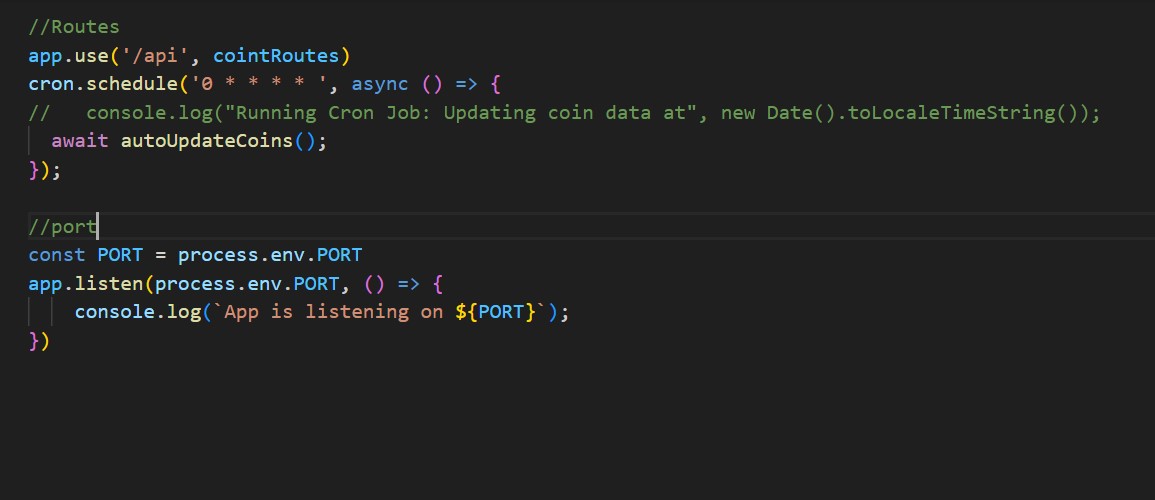 //Routes
app.use('/api', cointRoutes)
cron.schedule('0 * * * * ', async () => {
//   console.log("Running Cron Job: Updating coin data at", new Date().toLocaleTimeString());
  await autoUpdateCoins();
});
//port
const PORT = process.env.PORT
app.listen(process.env.PORT, () => {
    console.log(`App is listening on ${PORT}`);
})